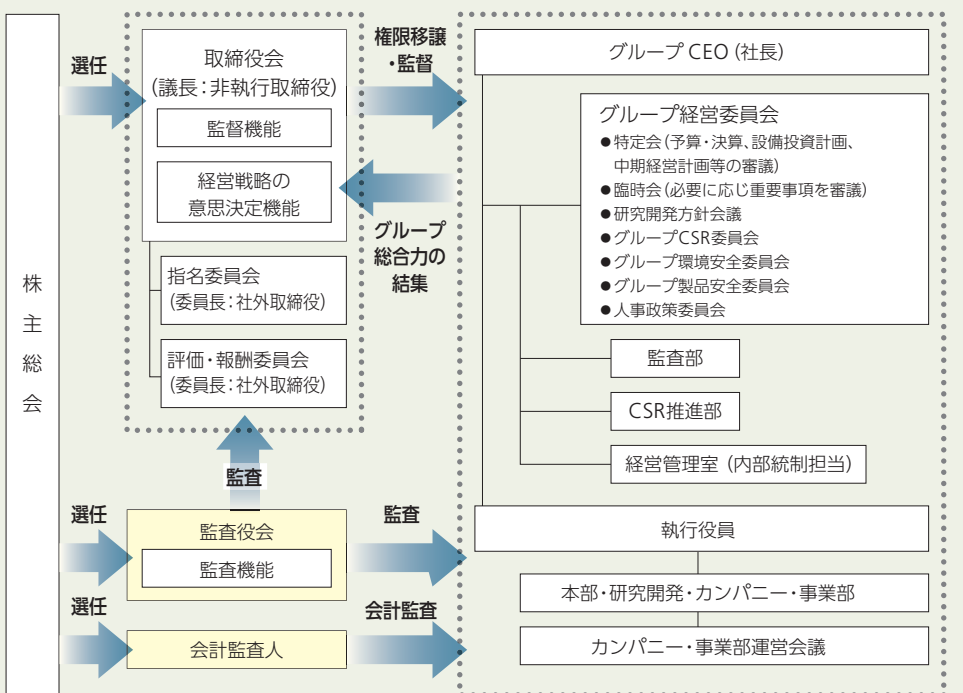 株主総会
選任
取締役会
(議長：非執行取締役)
監督機能
経営戦略の
意思決定機能
指名委員会
(委員長：社外取締役)
評価・報酬委員会
(委員長：社外取締役)
権限移譲
・監督
グループ
総合力の
結集
監査
選任
監査役会
監査機能
監査
選任
会計監査人
会計監査
グループ CEO (社長)
グループ経営委員会
●特定会(予算・決算、設備投資計画、
中期経営計画等の審議)
●臨時会(必要に応じ重要事項を審議)
●研究開発方針会議
●グループCSR委員会
●グループ環境安全委員会
●グループ製品安全委員会
●人事政策委員会
監査部
CSR推進部
経営管理室 (内部統制担当)
執行役員
本部・研究開発・カンパニー・事業部
カンパニー・事業部運営会議